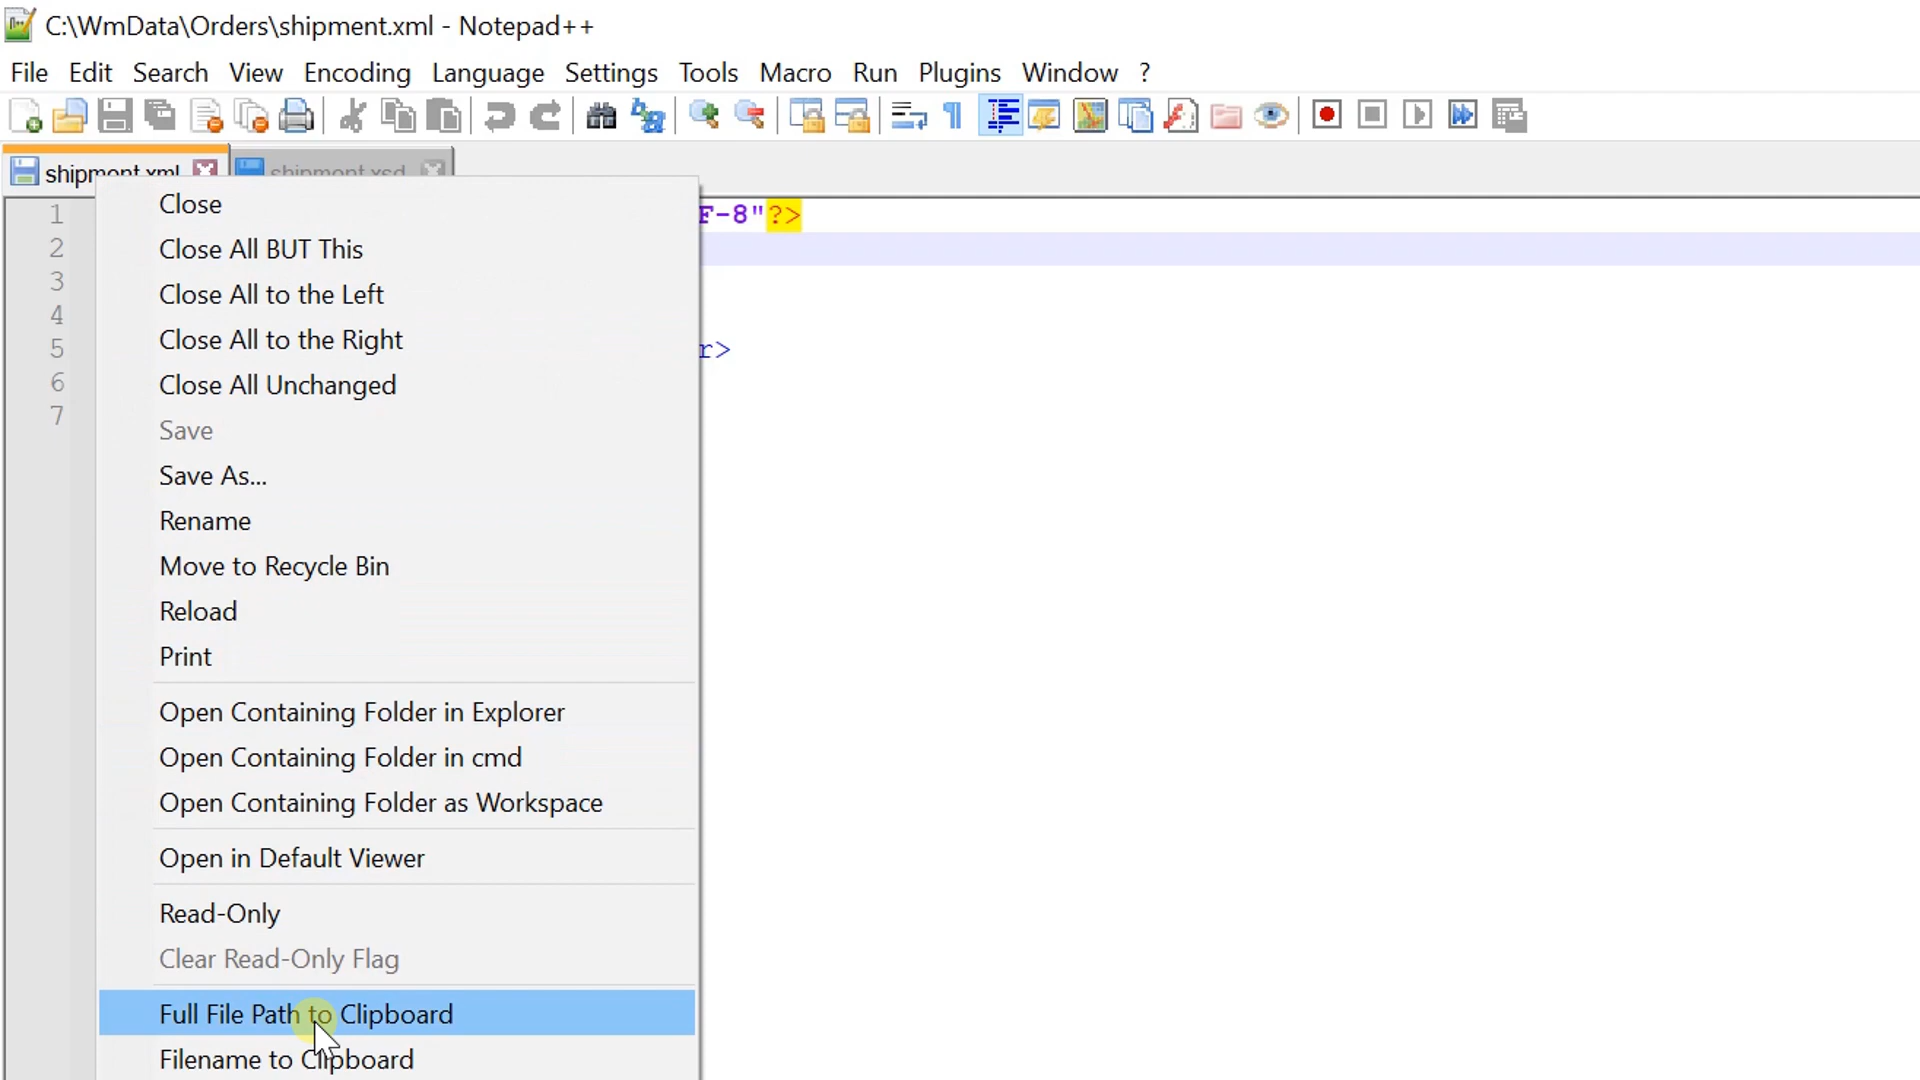 C:\WmData\Orders\shipment.xml - Notepad++
File Edit Search View Encoding Language Settings Tools Macro Run Plugins Window ?
shipment.xml shipment.xsd
1 F-8"?>
2
3
4
5 r>
6
7
Close
Close All BUT This
Close All to the Left
Close All to the Right
Close All Unchanged
Save
Save As...
Rename
Move to Recycle Bin
Reload
Print
Open Containing Folder in Explorer
Open Containing Folder in cmd
Open Containing Folder as Workspace
Open in Default Viewer
Read-Only
Clear Read-Only Flag
Full File Path to Clipboard
Filename to Clipboard